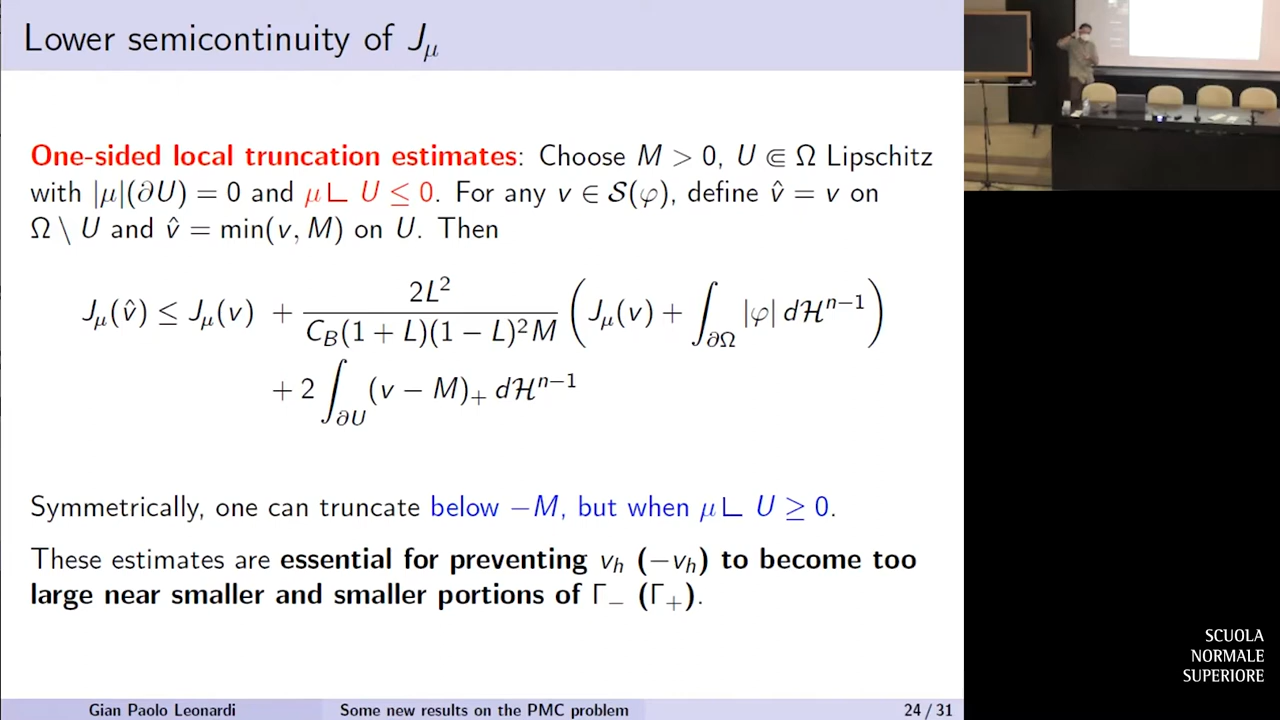 Lower semicontinuity of J_μ
One-sided local truncation estimates: Choose M > 0, U ⋐ Ω Lipschitz
with |μ|(∂U) = 0 and μ⌞ U ≤ 0. For any v ∈ S(φ), define v̂ = v on
Ω \ U and v̂ = min(v, M) on U. Then
J_μ(v̂) ≤ J_μ(v) + 2L² / (C_B(1 + L)(1 − L)²M) (J_μ(v) + ∫_∂Ω |φ| dH^{n−1})
+ 2 ∫_∂U (v − M)₊ dH^{n−1}
Symmetrically, one can truncate below −M, but when μ⌞ U ≥ 0.
These estimates are essential for preventing v_h (−v_h) to become too
large near smaller and smaller portions of Γ₋ (Γ₊).
SCUOLA
NORMALE
SUPERIORE
Gian Paolo Leonardi Some new results on the PMC problem 24 / 31